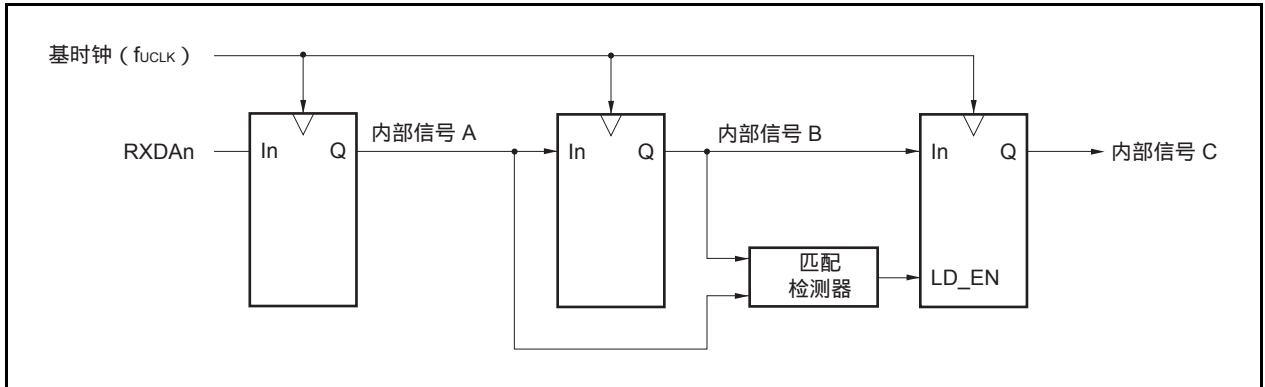 基时钟（fUCLK）
RXDAn
In
Q
内部信号 A
In
Q
内部信号 B
In
Q
内部信号 C
匹配
检测器
LD_EN